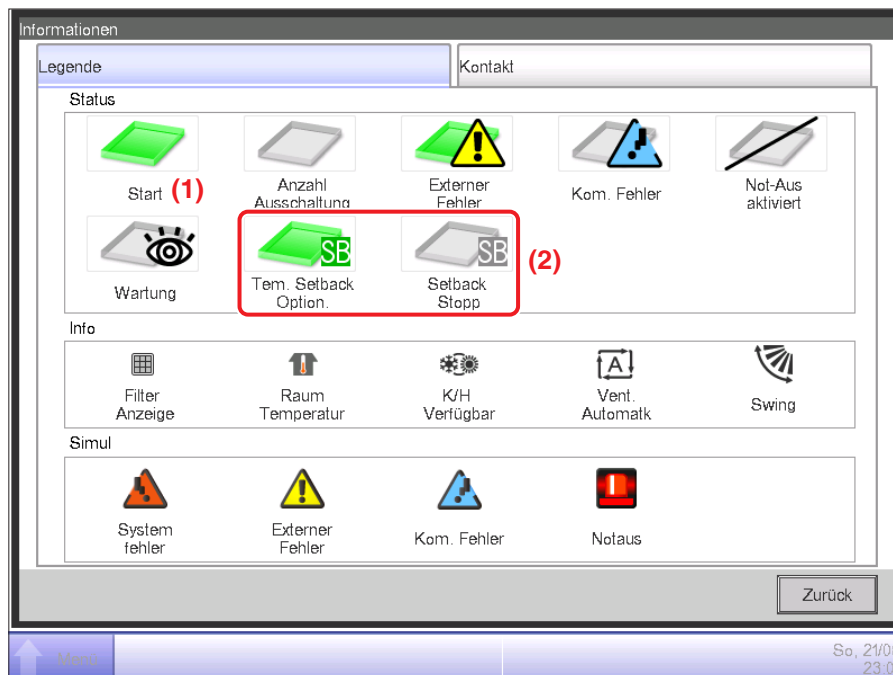 Informationen
Legende
Kontakt
Status
Start
(1)
Anzahl
Ausschaltung
Externer
Fehler
Kom. Fehler
Not-Aus
aktiviert
Wartung
SB
Tem. Setback
Option.
SB
Setback
Stopp
(2)
Info
Filter
Anzeige
Raum
Temperatur
K/H
Verfügbar
A
Vent.
Automatk
Swing
Simul
System
fehler
Externer
Fehler
Kom. Fehler
Notaus
Zurück
Menü
So, 21/0
23:0